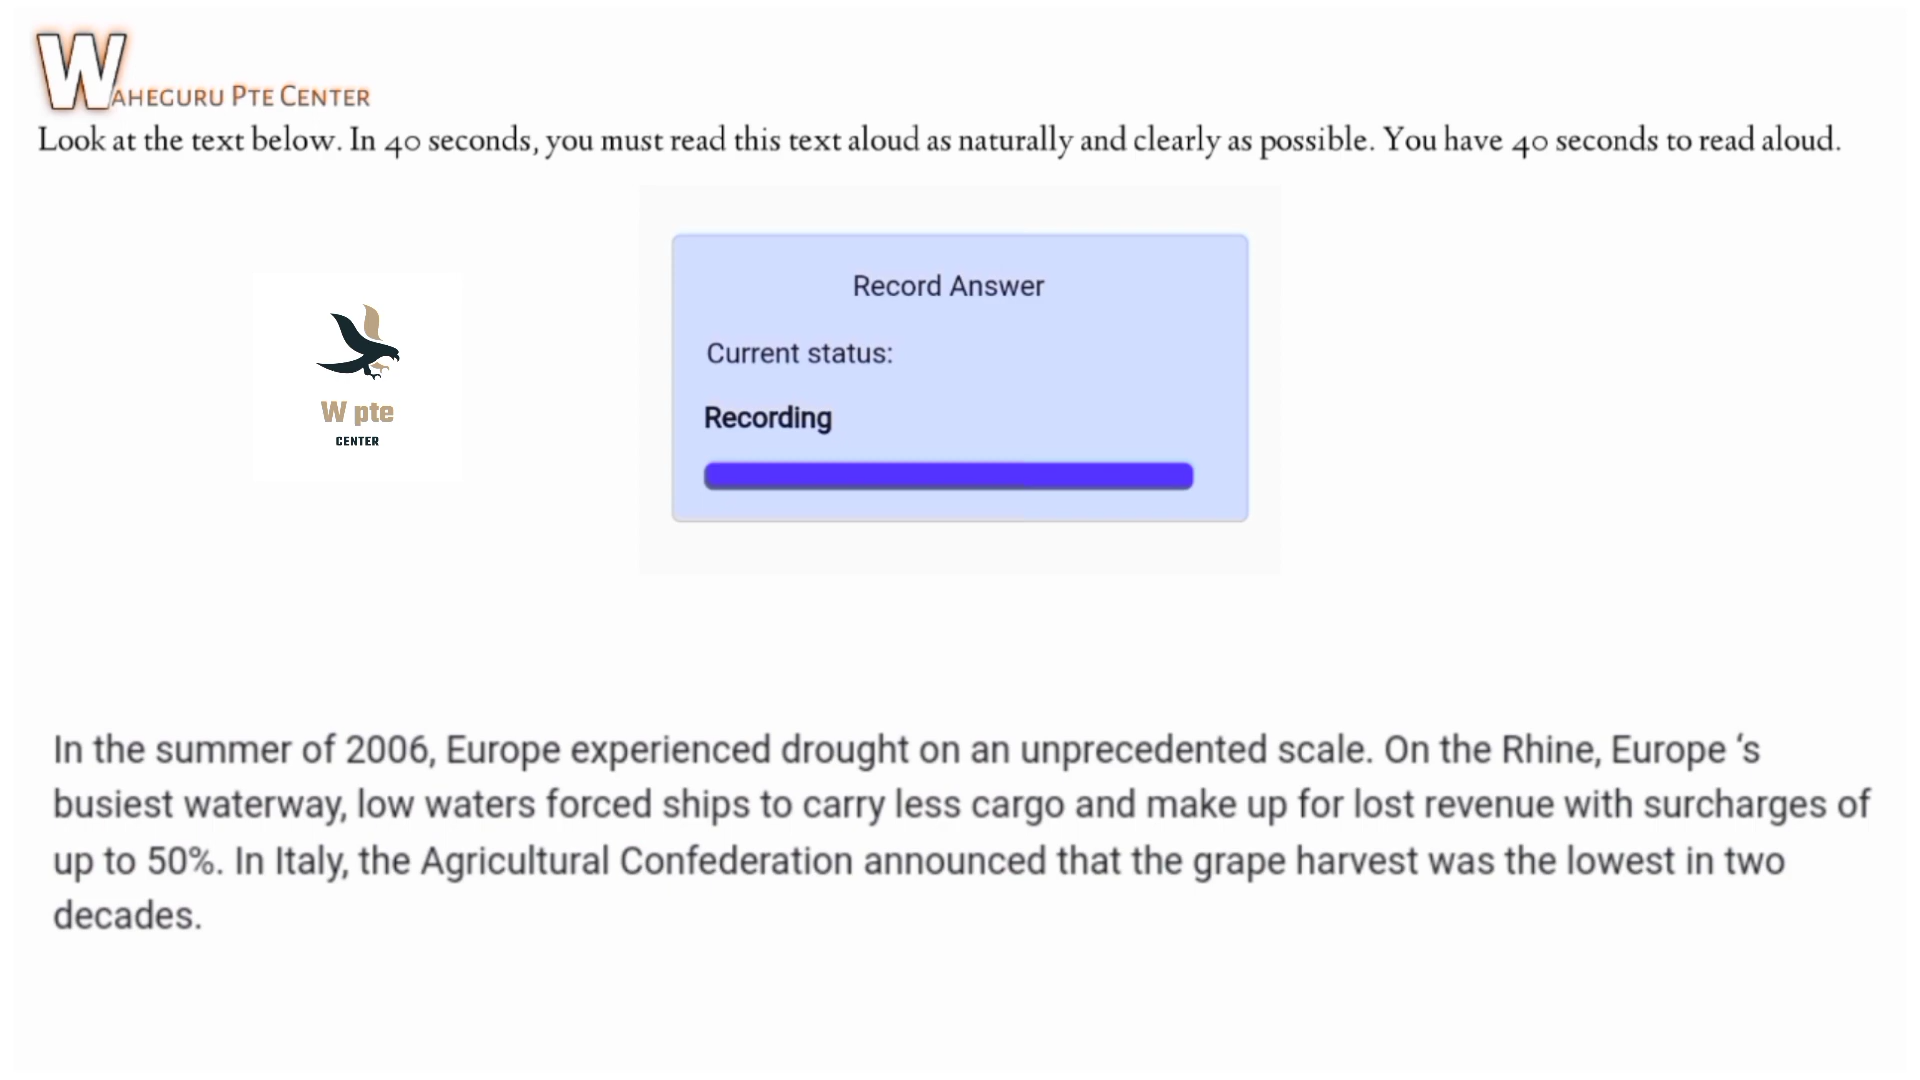 WAHEGURU PTE CENTER
Look at the text below. In 40 seconds, you must read this text aloud as naturally and clearly as possible. You have 40 seconds to read aloud.
Record Answer
Current status:
Recording
W pte
CENTER
In the summer of 2006, Europe experienced drought on an unprecedented scale. On the Rhine, Europe ‘s
busiest waterway, low waters forced ships to carry less cargo and make up for lost revenue with surcharges of
up to 50%. In Italy, the Agricultural Confederation announced that the grape harvest was the lowest in two
decades.